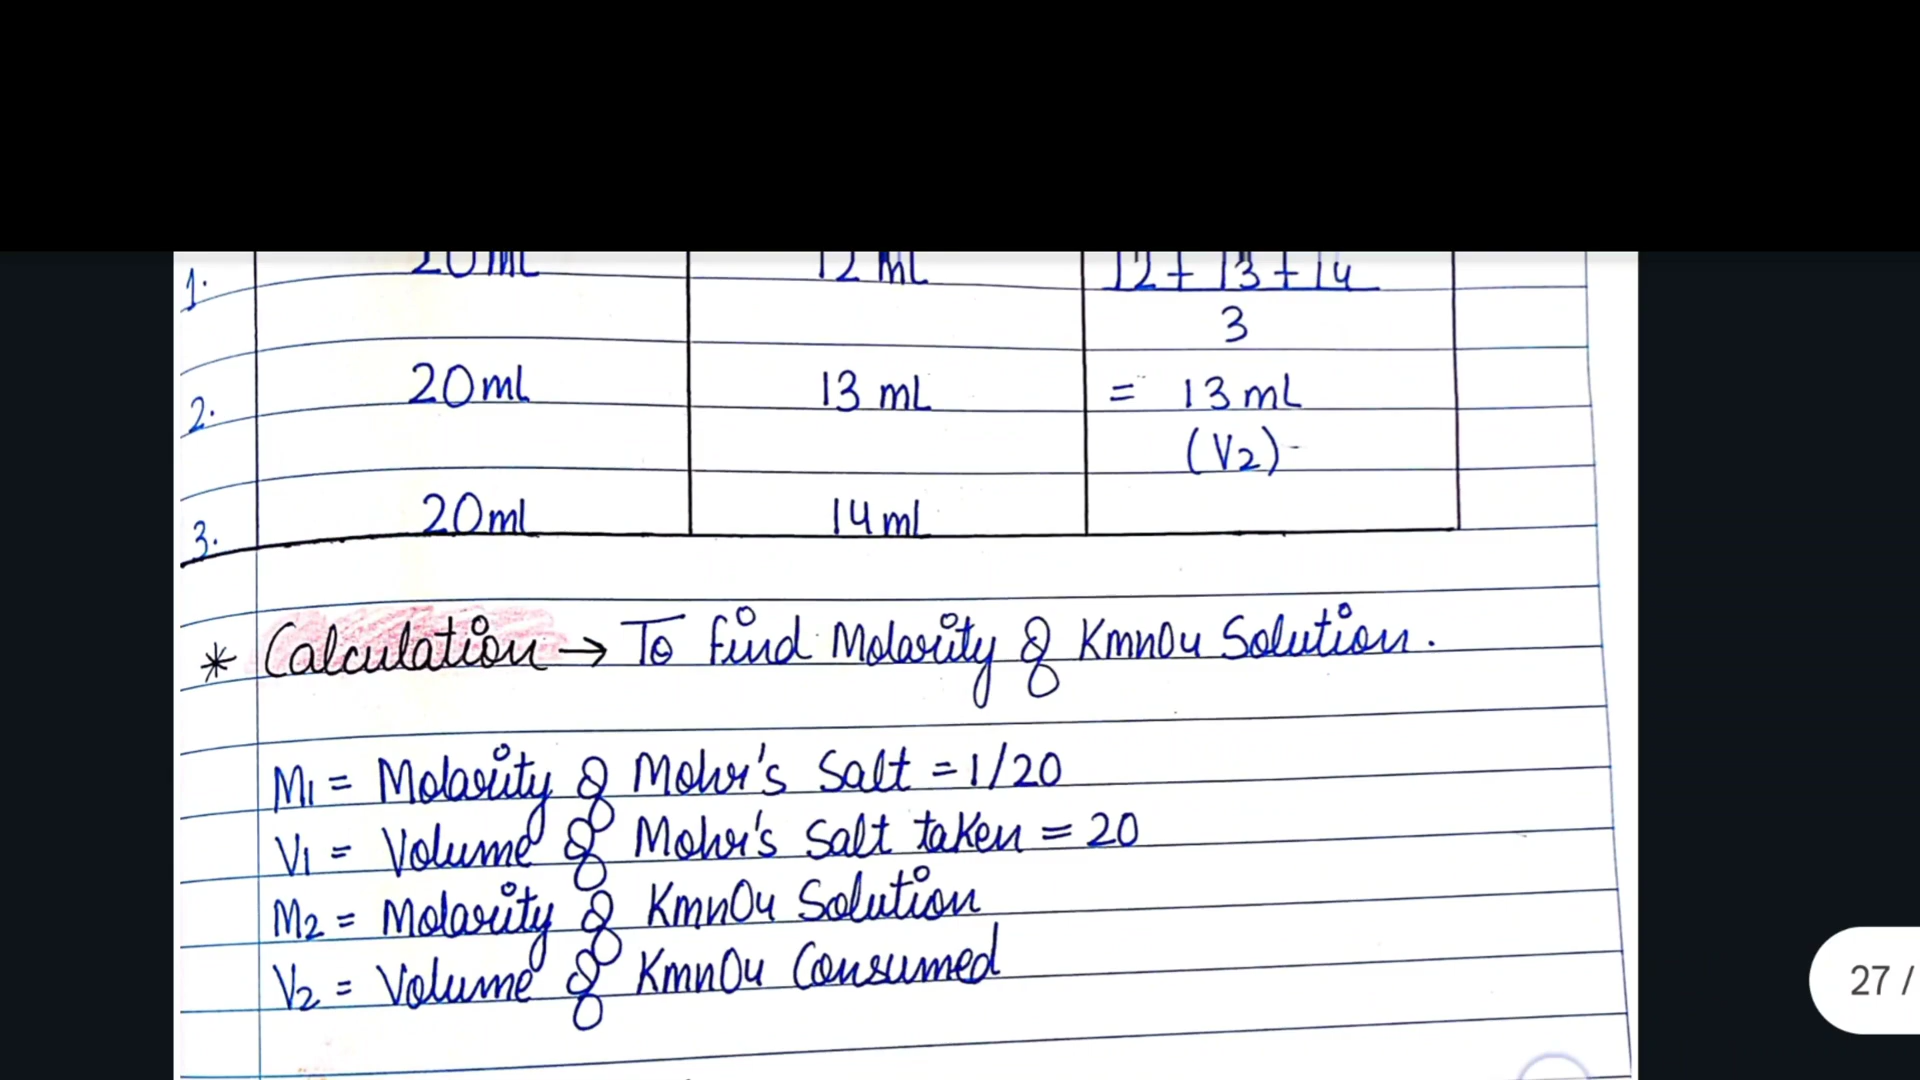 1. 20ml 12 ml 12 + 13 + 14
3
2. 20ml 13 ml = 13 ml
(V2)
3. 20ml 14 ml
* Calculation → To find Molarity of KmnO4 Solution.
M1 = Molarity of Mohr's Salt = 1/20
V1 = Volume of Mohr's Salt taken = 20
M2 = Molarity of KmnO4 Solution
V2 = Volume of KmnO4 Consumed
27 /